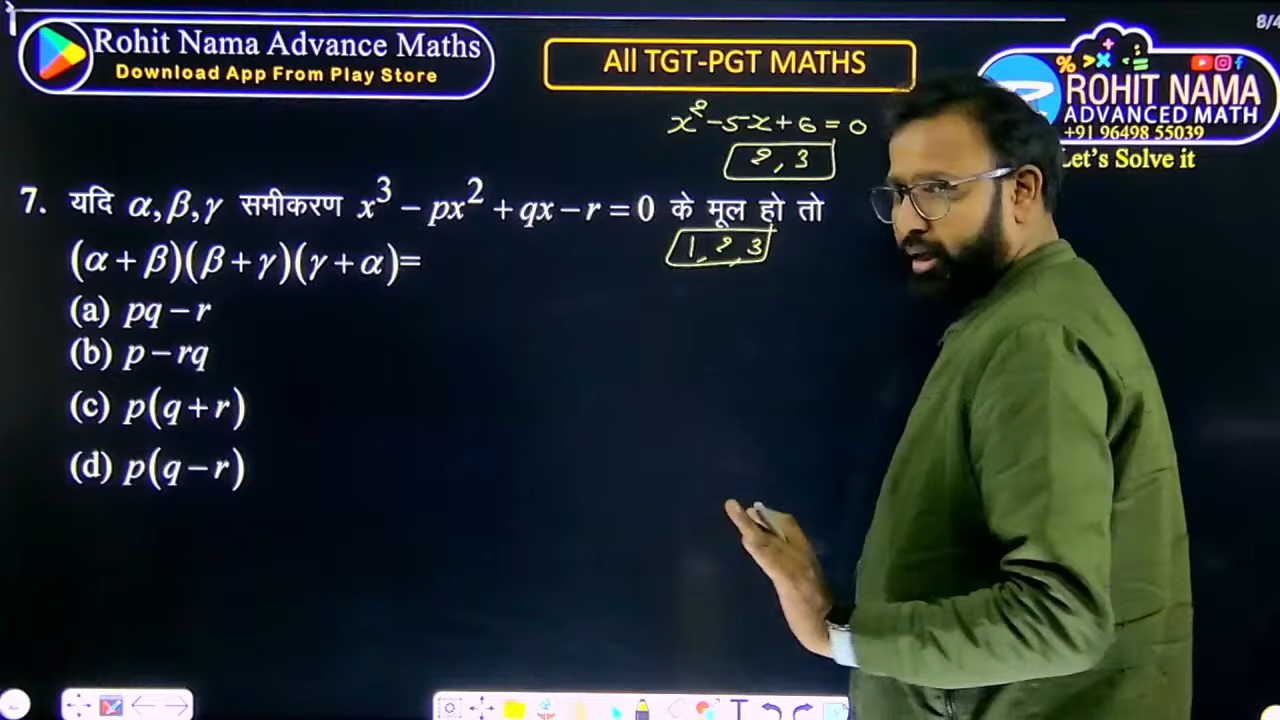 8/4
Rohit Nama Advance Maths
Download App From Play Store
All TGT-PGT MATHS
ROHIT NAMA
ADVANCED MATH
+91 96498 55039
Let's Solve it
x² - 5x + 6 = 0
2, 3
7. यदि α, β, γ समीकरण x³ − px² + qx − r = 0 के मूल हो तो
1, 2, 3
(α + β)(β + γ)(γ + α)=
(a) pq − r
(b) p − rq
(c) p(q + r)
(d) p(q − r)